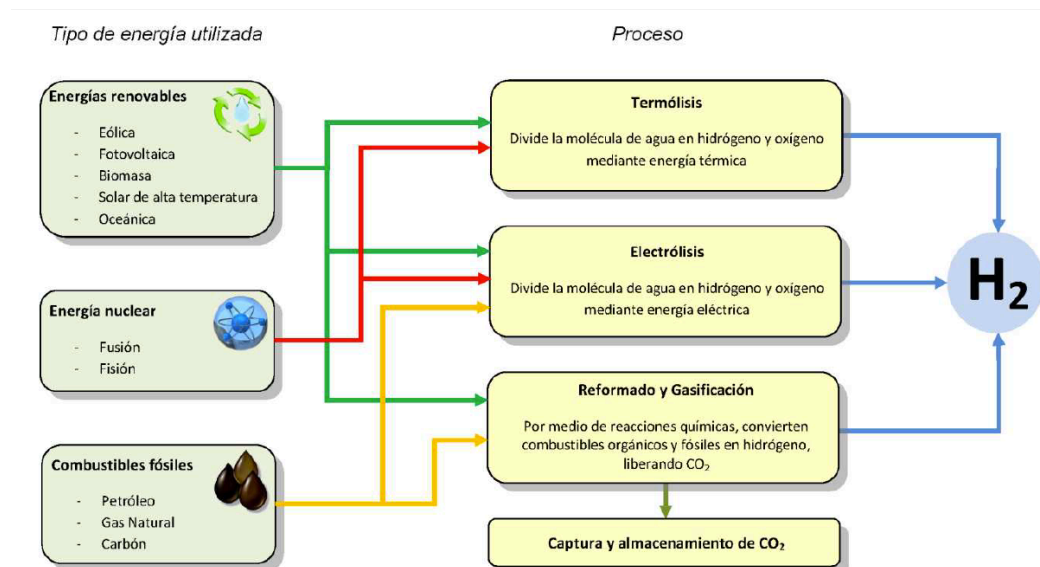 Tipo de energía utilizada
Proceso
Energías renovables
- Eólica
- Fotovoltaica
- Biomasa
- Solar de alta temperatura
- Oceánica
Energía nuclear
- Fusión
- Fisión
Combustibles fósiles
- Petróleo
- Gas Natural
- Carbón
Termólisis
Divide la molécula de agua en hidrógeno y oxígeno
mediante energía térmica
Electrólisis
Divide la molécula de agua en hidrógeno y oxígeno
mediante energía eléctrica
Reformado y Gasificación
Por medio de reacciones químicas, convierten
combustibles orgánicos y fósiles en hidrógeno,
liberando CO₂
Captura y almacenamiento de CO₂
H₂